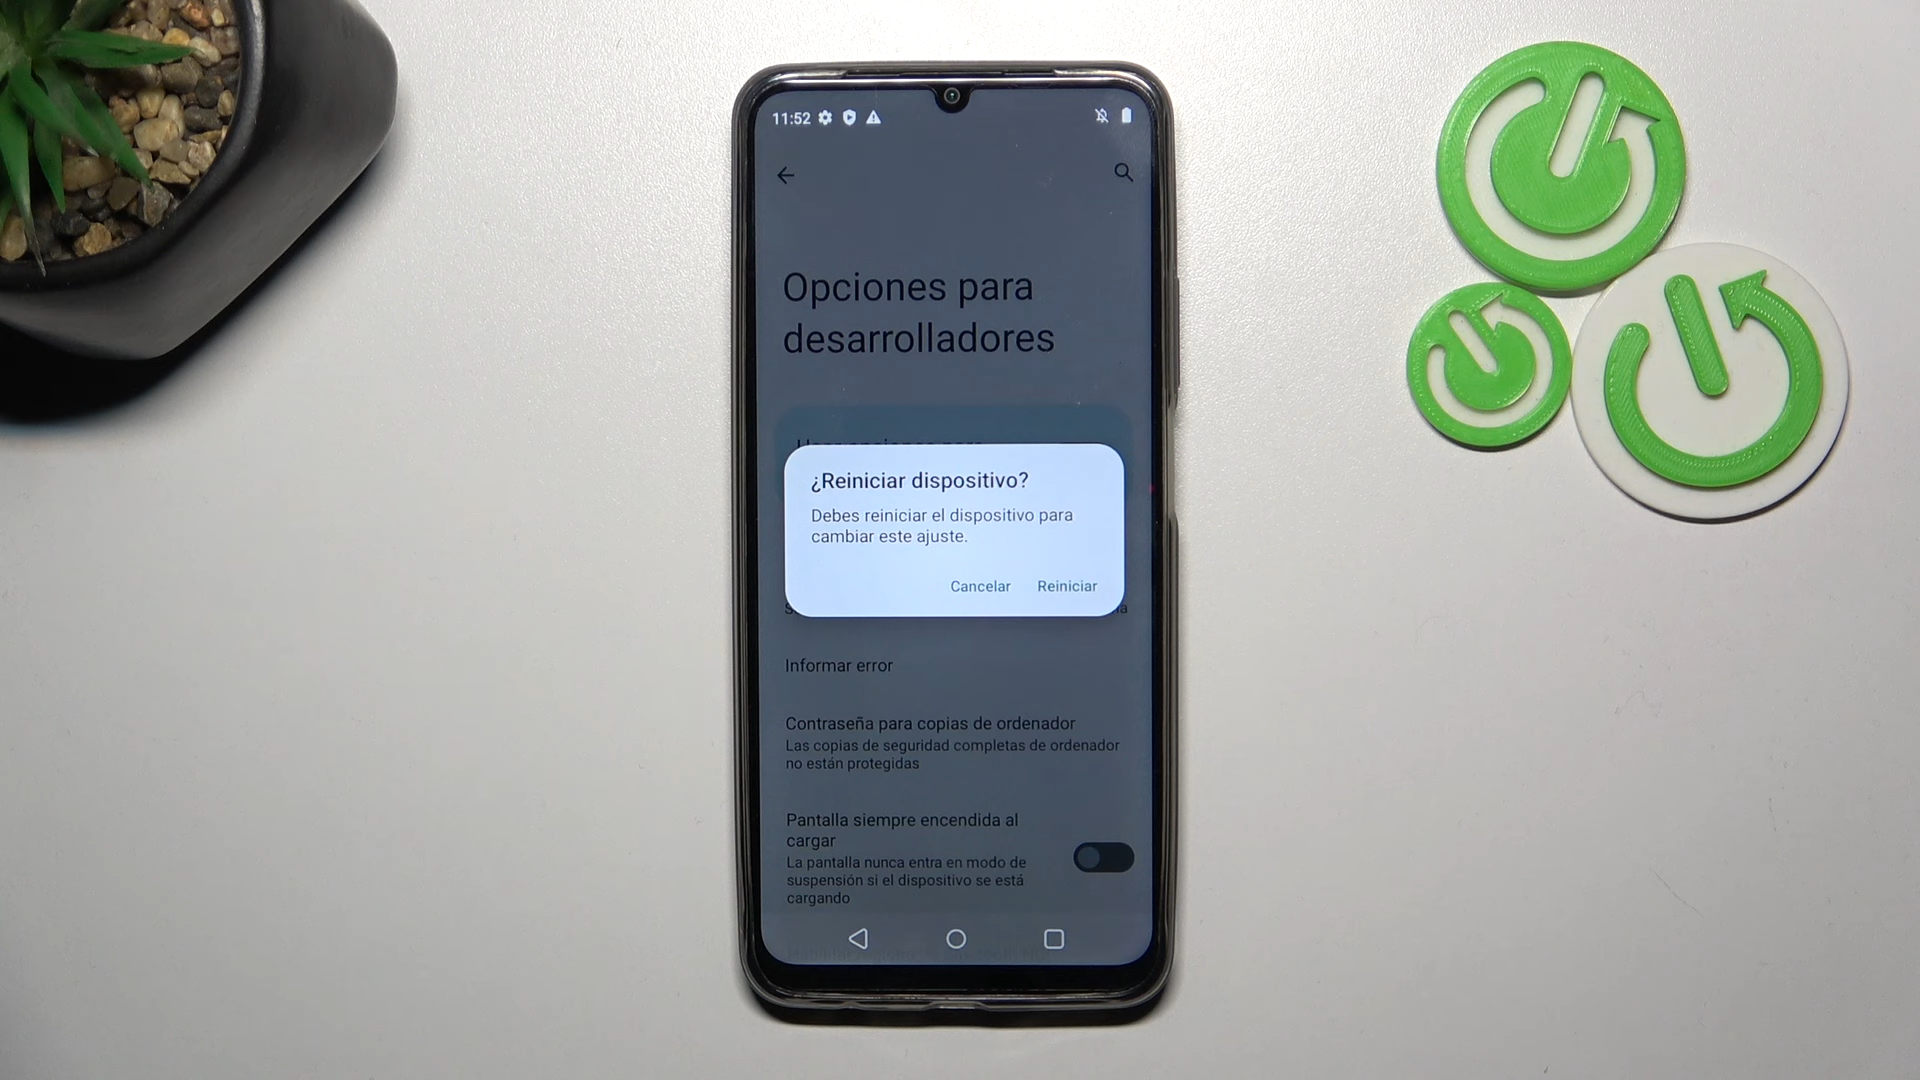 11:52
Opciones para
desarrolladores
¿Reiniciar dispositivo?
Debes reiniciar el dispositivo para
cambiar este ajuste.
Cancelar Reiniciar
Informar error
Contraseña para copias de ordenador
Las copias de seguridad completas de ordenador
no están protegidas
Pantalla siempre encendida al
cargar
La pantalla nunca entra en modo de
suspensión si el dispositivo se está
cargando